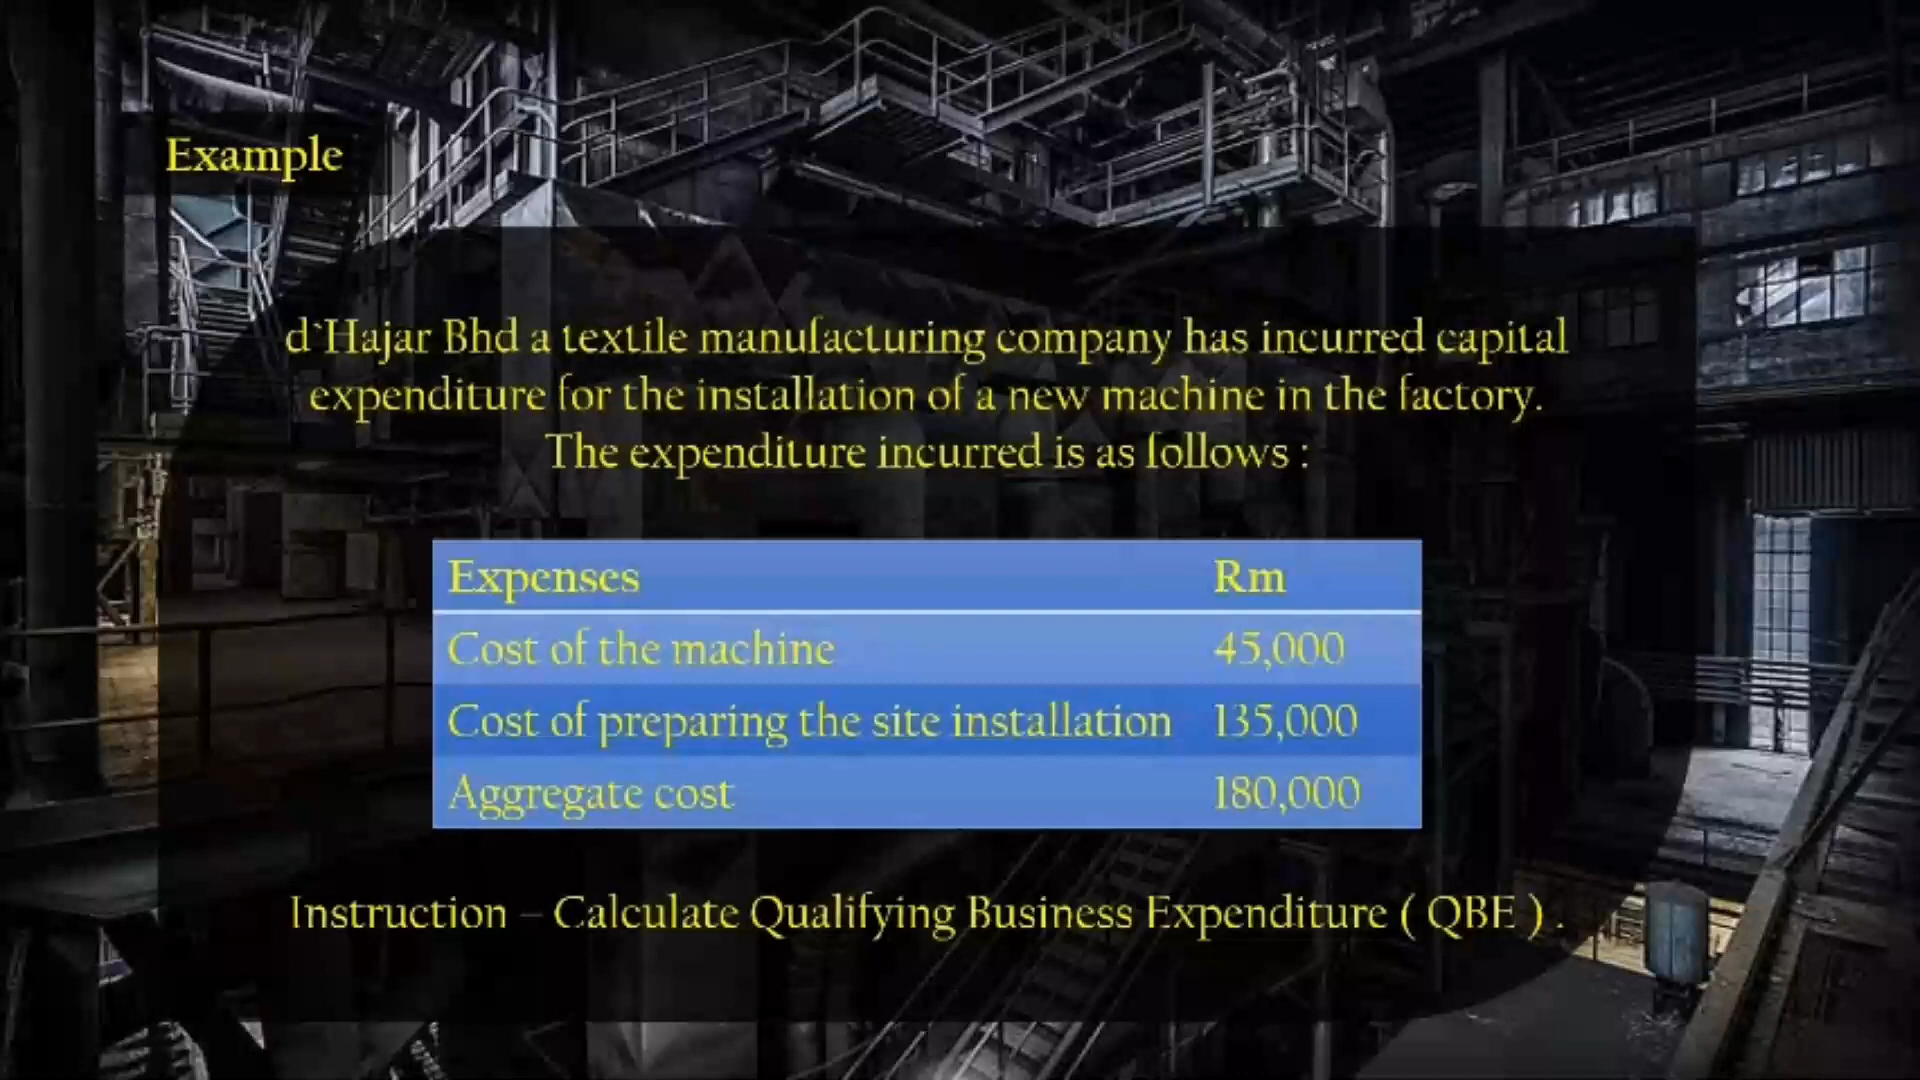 Example
d`Hajar Bhd a textile manufacturing company has incurred capital
expenditure for the installation of a new machine in the factory.
The expenditure incurred is as follows :
Expenses Rm
Cost of the machine 45,000
Cost of preparing the site installation 135,000
Aggregate cost 180,000
Instruction – Calculate Qualifying Business Expenditure ( QBE ) .